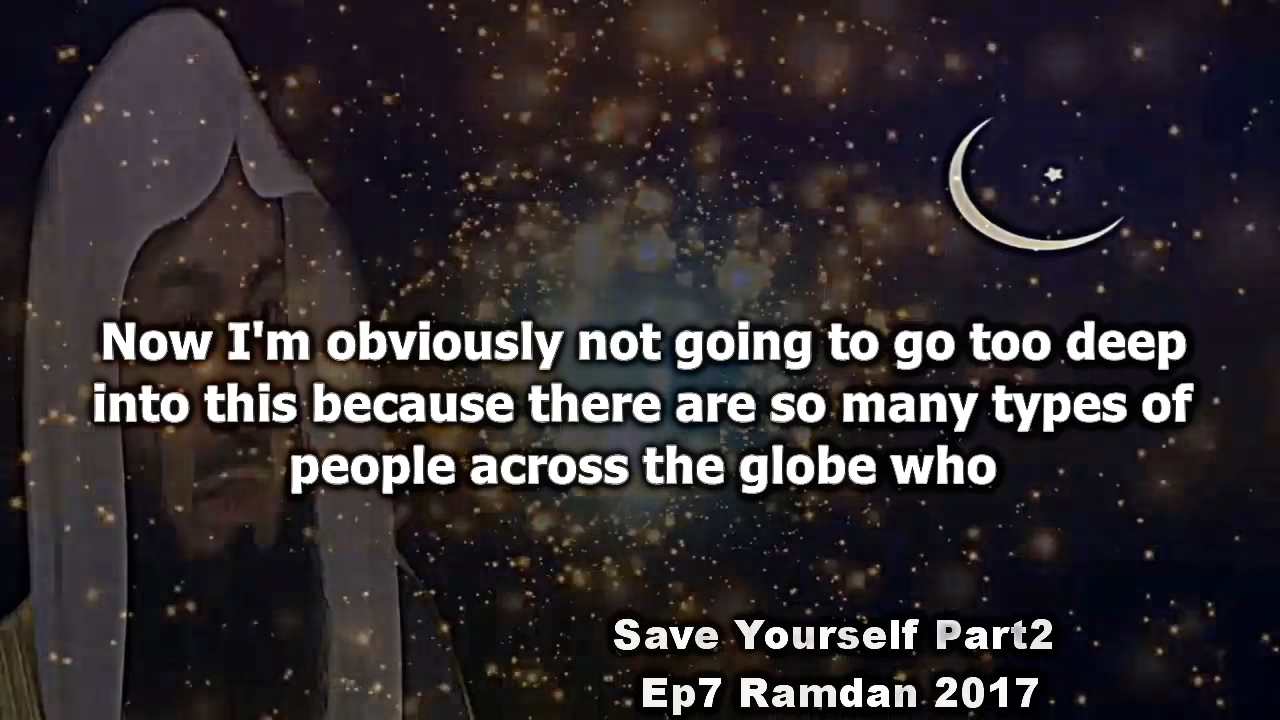 Now I'm obviously not going to go too deep
into this because there are so many types of
people across the globe who
Save Yourself Part2
Ep7 Ramdan 2017